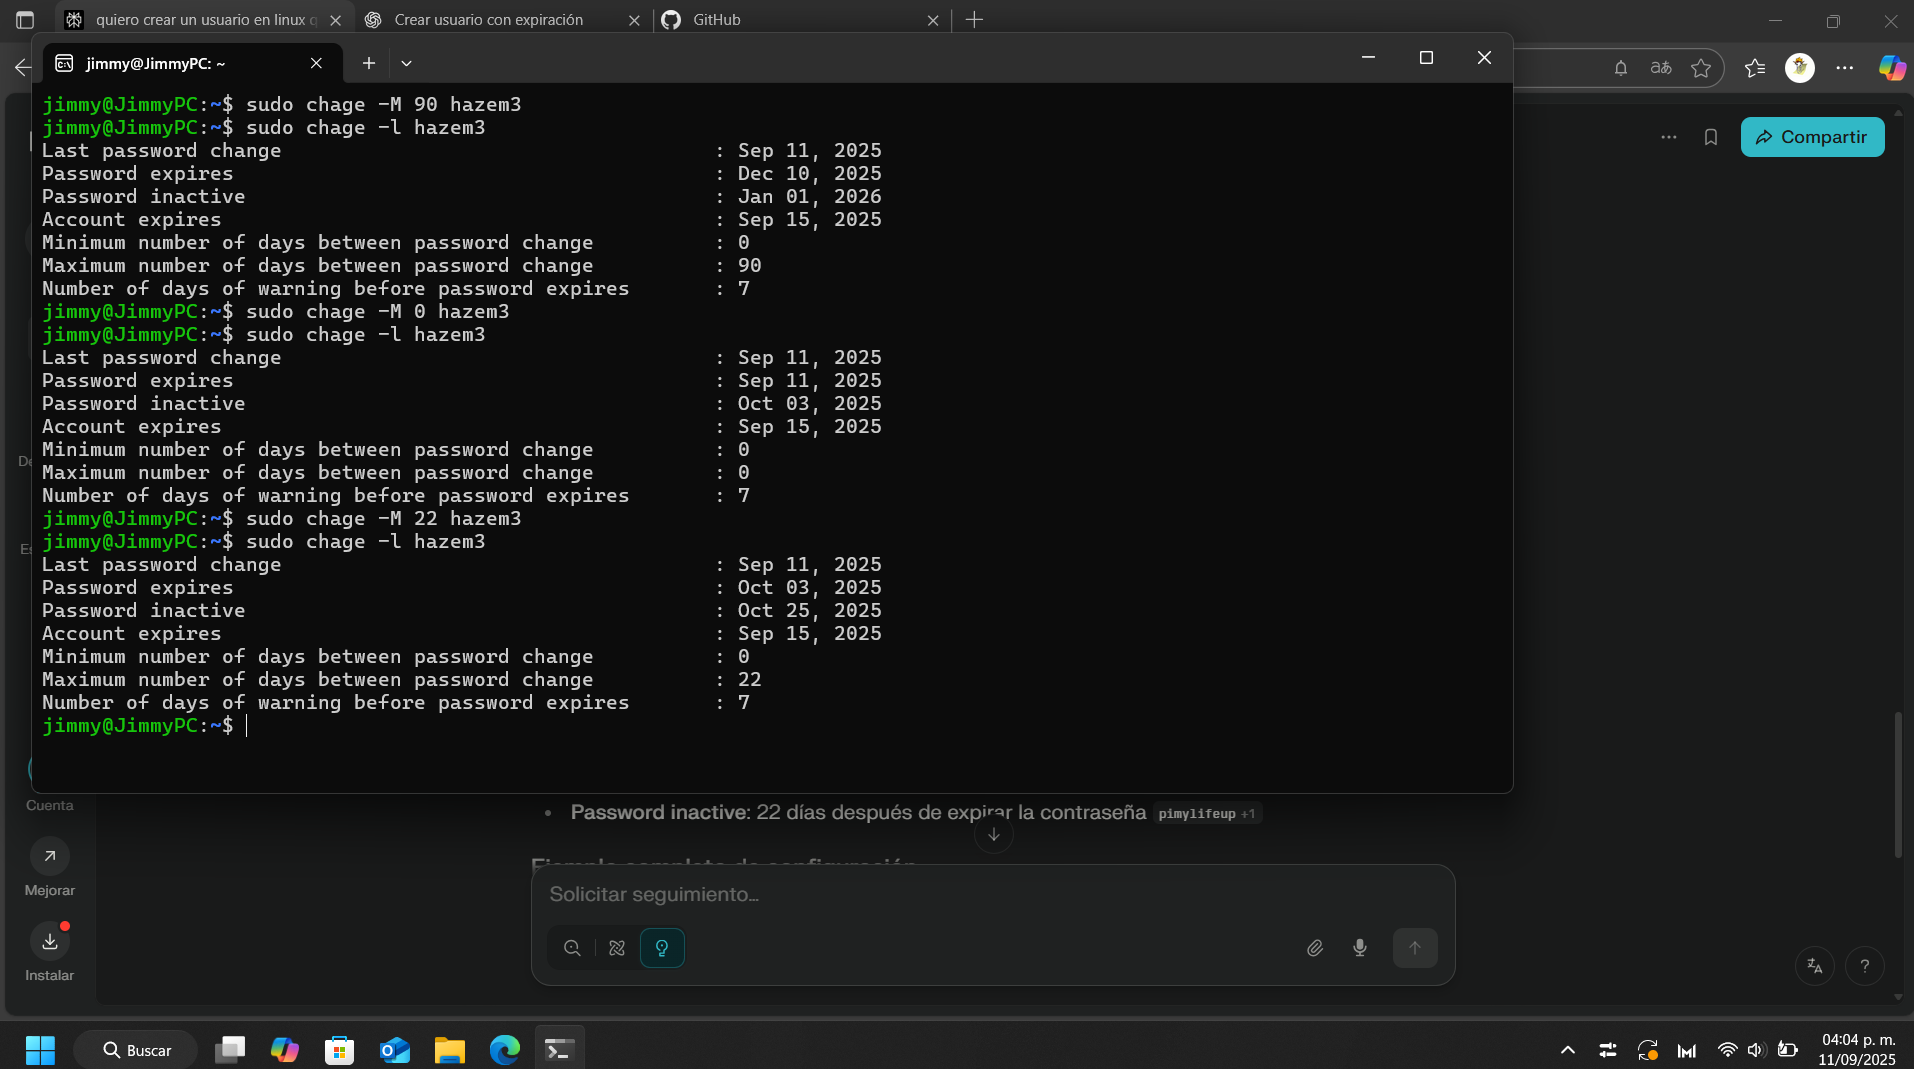 quiero crear un usuario en linux q
Crear usuario con expiración
GitHub
jimmy@JimmyPC: ~
aあ
Compartir
jimmy@JimmyPC:~$ sudo chage -M 90 hazem3
jimmy@JimmyPC:~$ sudo chage -l hazem3
Last password change : Sep 11, 2025
Password expires : Dec 10, 2025
Password inactive : Jan 01, 2026
Account expires : Sep 15, 2025
Minimum number of days between password change : 0
Maximum number of days between password change : 90
Number of days of warning before password expires : 7
jimmy@JimmyPC:~$ sudo chage -M 0 hazem3
jimmy@JimmyPC:~$ sudo chage -l hazem3
Last password change : Sep 11, 2025
Password expires : Sep 11, 2025
Password inactive : Oct 03, 2025
Account expires : Sep 15, 2025
Minimum number of days between password change : 0
Maximum number of days between password change : 0
Number of days of warning before password expires : 7
jimmy@JimmyPC:~$ sudo chage -M 22 hazem3
jimmy@JimmyPC:~$ sudo chage -l hazem3
Last password change : Sep 11, 2025
Password expires : Oct 03, 2025
Password inactive : Oct 25, 2025
Account expires : Sep 15, 2025
Minimum number of days between password change : 0
Maximum number of days between password change : 22
Number of days of warning before password expires : 7
jimmy@JimmyPC:~$
Cuenta
• Password inactive: 22 días después de expirar la contraseña pimylifeup +1
Ejemplo completo de configuración
Solicitar seguimiento...
Mejorar
Instalar
Buscar
04:04 p. m.
11/09/2025